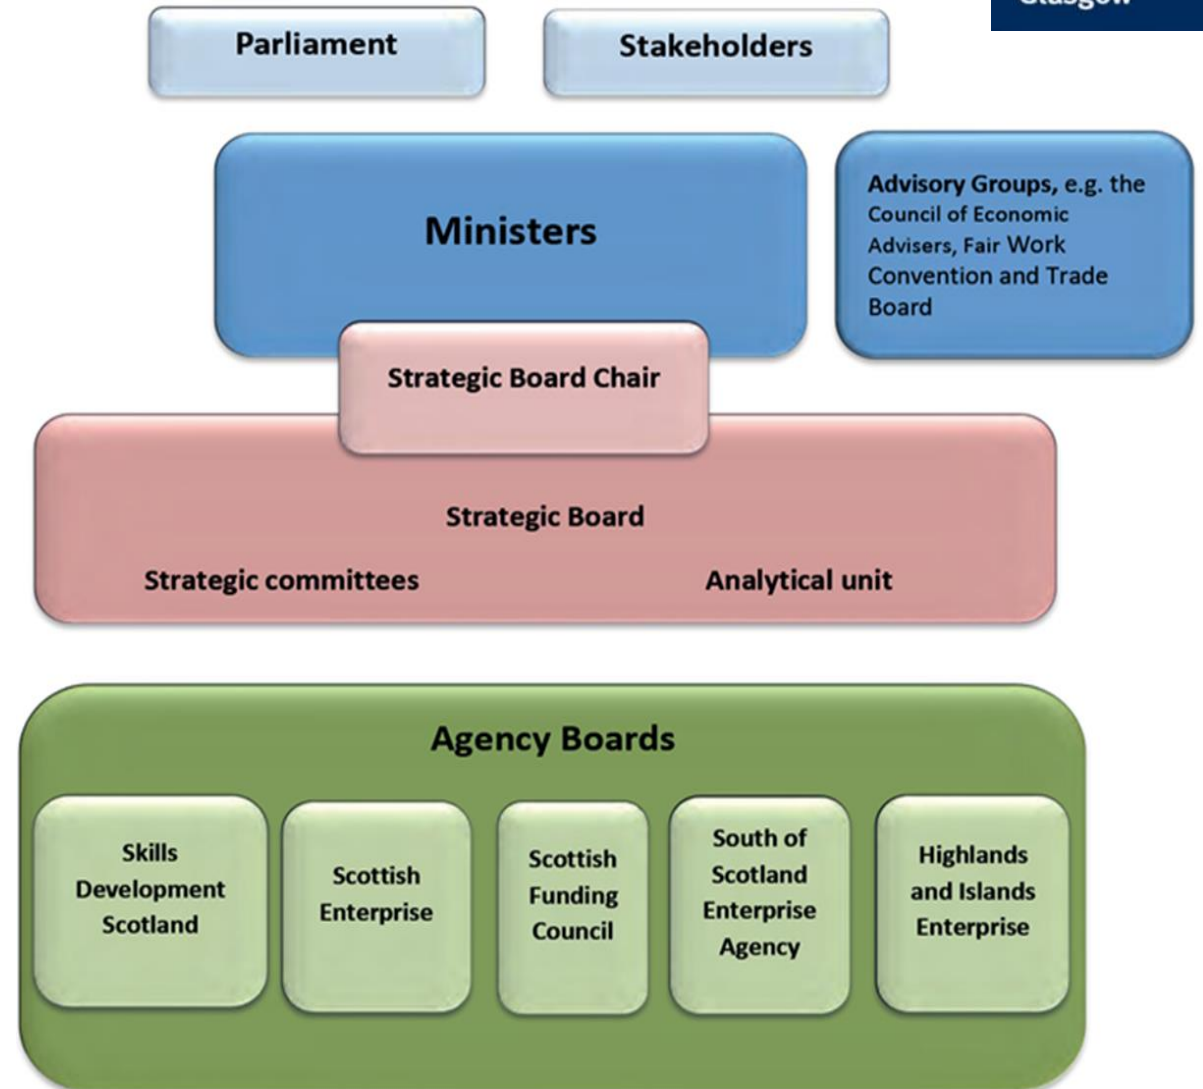 Parliament
Stakeholders
Ministers
Advisory Groups, e.g. the
Council of Economic
Advisers, Fair Work
Convention and Trade
Board
Strategic Board Chair
Strategic Board
Strategic committees
Analytical unit
Agency Boards
Skills
Development
Scotland
Scottish
Enterprise
Scottish
Funding
Council
South of
Scotland
Enterprise
Agency
Highlands
and Islands
Enterprise